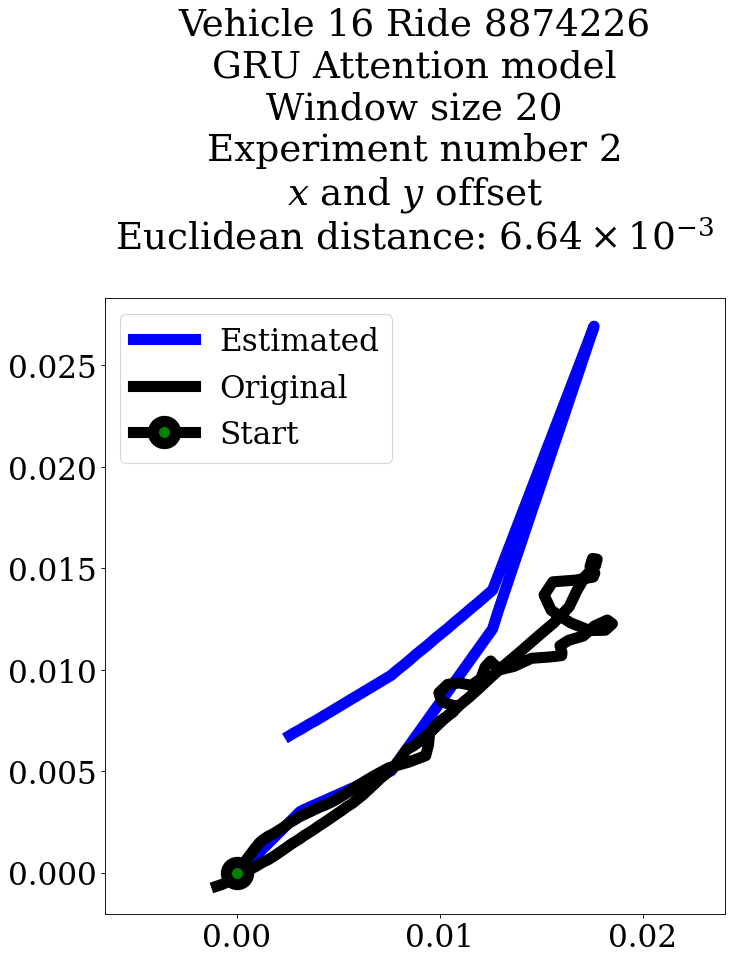 Vehicle 16 Ride 8874226
GRU Attention model
Window size 20
Experiment number 2
x and y offset
Euclidean distance: 6.64 × 10⁻³
Estimated
Original
Start
0.025
0.020
0.015
0.010
0.005
0.000
0.00 0.01 0.02